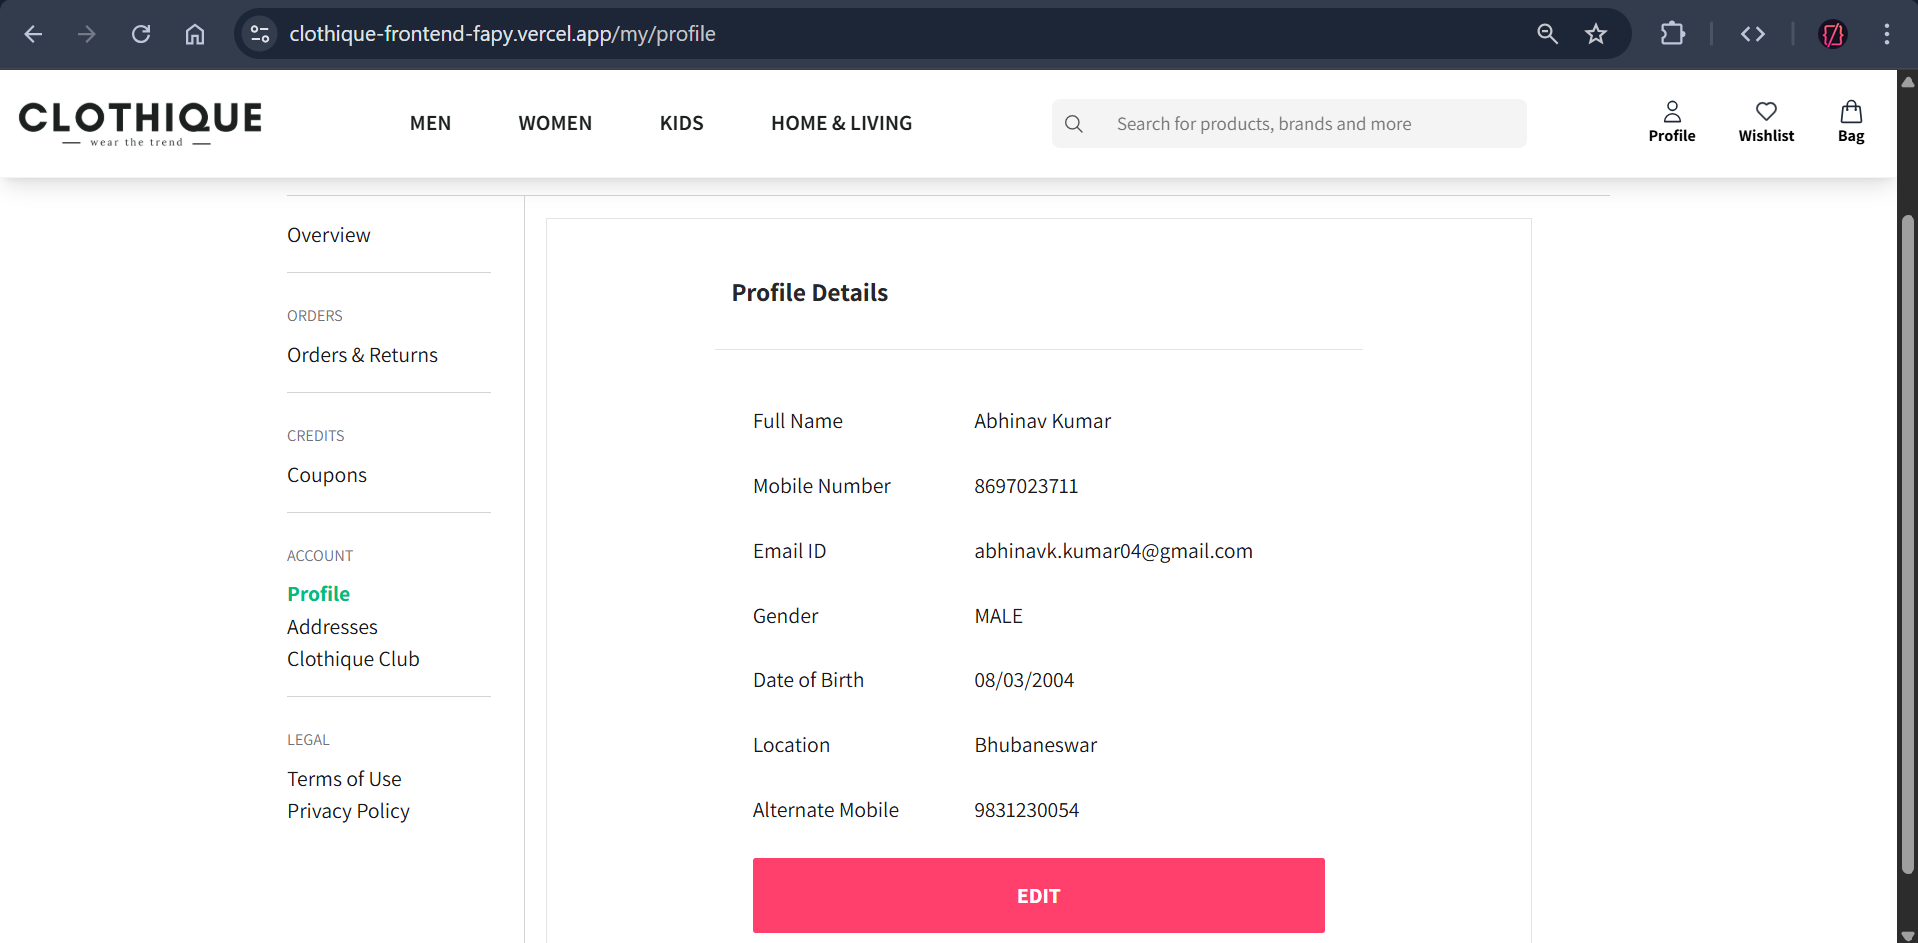 clothique-frontend-fapy.vercel.app/my/profile
CLOTHIQUE
wear the trend
MEN
WOMEN
KIDS
HOME & LIVING
Search for products, brands and more
Profile
Wishlist
Bag
Overview
ORDERS
Orders & Returns
CREDITS
Coupons
ACCOUNT
Profile
Addresses
Clothique Club
LEGAL
Terms of Use
Privacy Policy
Profile Details
Full Name Abhinav Kumar
Mobile Number 8697023711
Email ID abhinavk.kumar04@gmail.com
Gender MALE
Date of Birth 08/03/2004
Location Bhubaneswar
Alternate Mobile 9831230054
EDIT